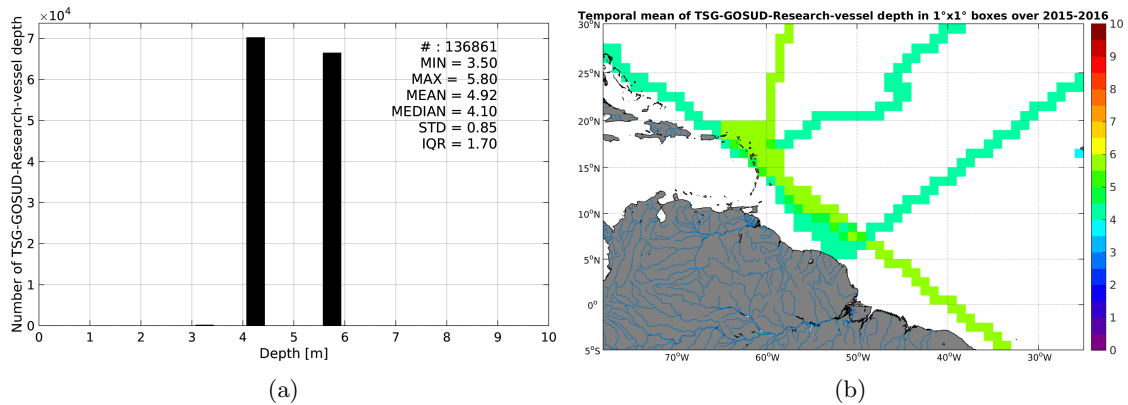 ×10⁴
Number of TSG-GOSUD-Research-vessel depth
7
6
5
4
3
2
1
0
# : 136861
MIN = 3.50
MAX = 5.80
MEAN = 4.92
MEDIAN = 4.10
STD = 0.85
IQR = 1.70
0 1 2 3 4 5 6 7 8 9 10
Depth [m]
(a)
Temporal mean of TSG-GOSUD-Research-vessel depth in 1°x1° boxes over 2015-2016
30°N
25°N
20°N
15°N
10°N
5°N
0°
5°S
70°W 60°W 50°W 40°W 30°W
10
9
8
7
6
5
4
3
2
1
0
(b)